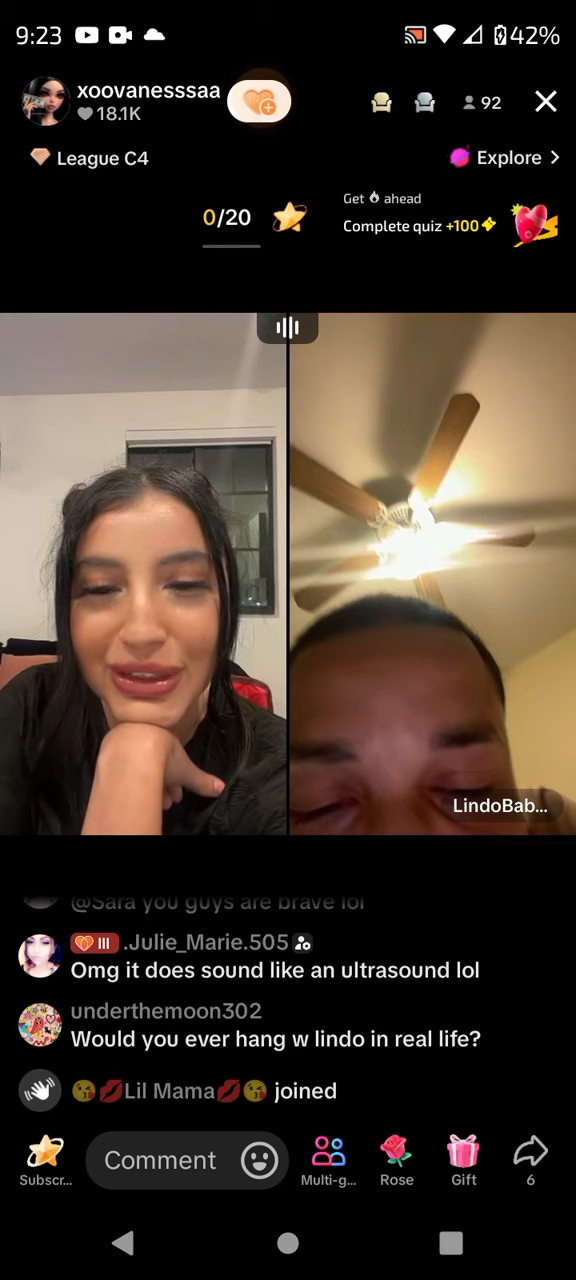 9:23
42%
xoovanesssaa
18.1K
92
League C4
Explore
0/20
Get ahead
Complete quiz +100
LindoBab...
@Sara you guys are brave lol
III .Julie_Marie.505
Omg it does sound like an ultrasound lol
underthemoon302
Would you ever hang w lindo in real life?
😘💋Lil Mama💋😘 joined
Comment
Subscr...
Multi-g...
Rose
Gift
6